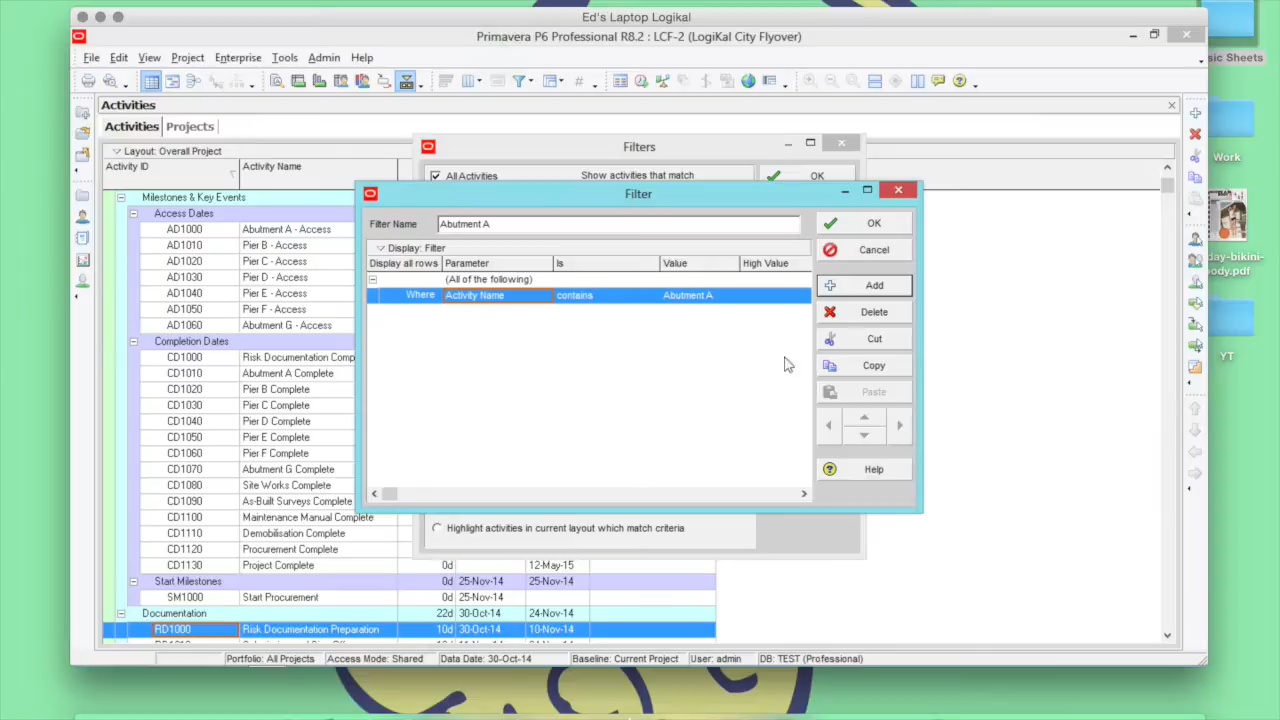 Ed's Laptop Logikal
Primavera P6 Professional R8.2 : LCF-2 (LogiKal City Flyover)
File Edit View Project Enterprise Tools Admin Help
Activities
Activities Projects
Layout: Overall Project
Activity ID Activity Name
Milestones & Key Events
Access Dates
AD1000 Abutment A - Access
AD1010 Pier B - Access
AD1020 Pier C - Access
AD1030 Pier D - Access
AD1040 Pier E - Access
AD1050 Pier F - Access
AD1060 Abutment G - Access
Completion Dates
CD1000 Risk Documentation Comp
CD1010 Abutment A Complete
CD1020 Pier B Complete
CD1030 Pier C Complete
CD1040 Pier D Complete
CD1050 Pier E Complete
CD1060 Pier F Complete
CD1070 Abutment G Complete
CD1080 Site Works Complete
CD1090 As-Built Surveys Complete
CD1100 Maintenance Manual Complete
CD1110 Demobilisation Complete
CD1120 Procurement Complete
CD1130 Project Complete 0d 12-May-15
Start Milestones 0d 25-Nov-14 25-Nov-14
SM1000 Start Procurement 0d 25-Nov-14
Documentation 22d 30-Oct-14 24-Nov-14
RD1000 Risk Documentation Preparation 10d 30-Oct-14 10-Nov-14
Portfolio: All Projects Access Mode: Shared Data Date: 30-Oct-14 Baseline: Current Project User: admin DB: TEST (Professional)
Filters
All Activities Show activities that match OK
Filter
Filter Name Abutment A
Display: Filter
Display all rows Parameter Is Value High Value
(All of the following)
Where Activity Name contains Abutment A
OK
Cancel
Add
Delete
Cut
Copy
Paste
Help
Highlight activities in current layout which match criteria
sic Sheets
Work
day-bikini-
body.pdf
YT